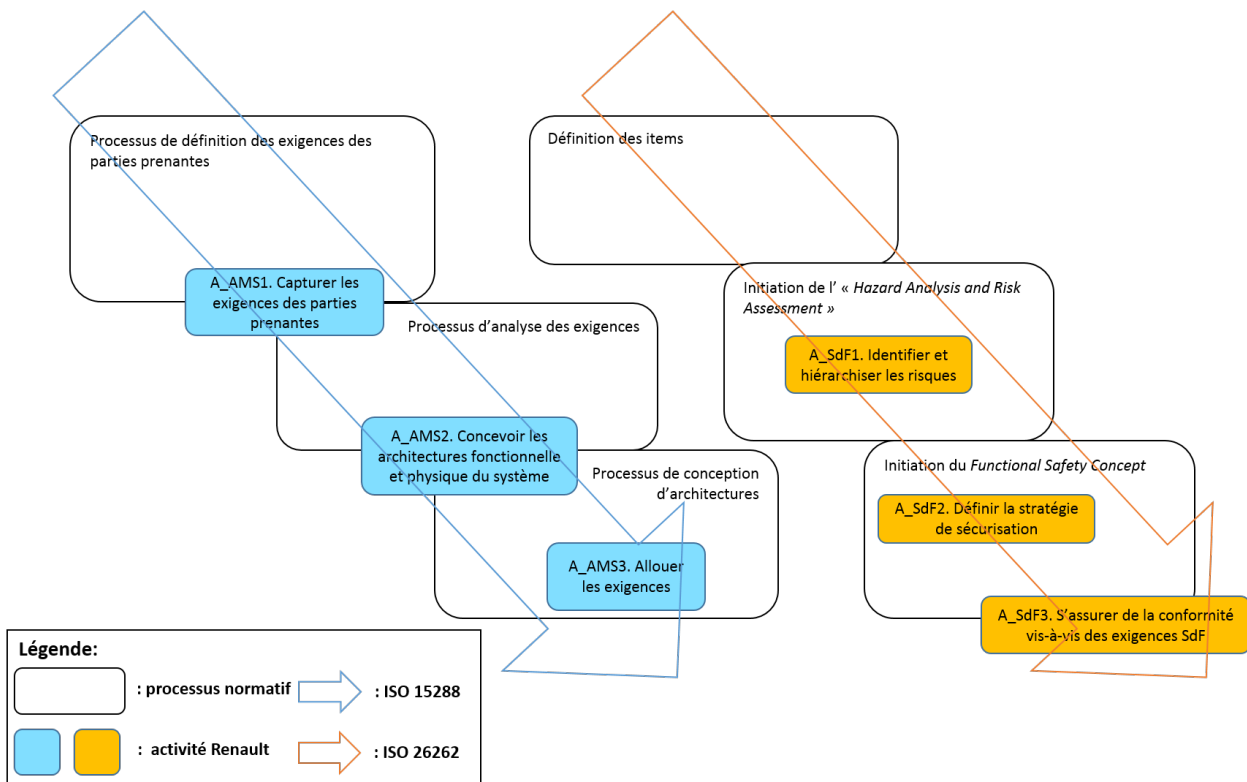 Processus de définition des exigences des
parties prenantes
A_AMS1. Capturer les
exigences des parties
prenantes
Processus d'analyse des exigences
A_AMS2. Concevoir les
architectures fonctionnelle
et physique du système
Processus de conception
d'architectures
A_AMS3. Allouer
les exigences
Définition des items
Initiation de l' « Hazard Analysis and Risk
Assessment »
A_SdF1. Identifier et
hiérarchiser les risques
Initiation du Functional Safety Concept
A_SdF2. Définir la stratégie
de sécurisation
A_SdF3. S'assurer de la conformité
vis-à-vis des exigences SdF
Légende:
: processus normatif
: ISO 15288
: activité Renault
: ISO 26262